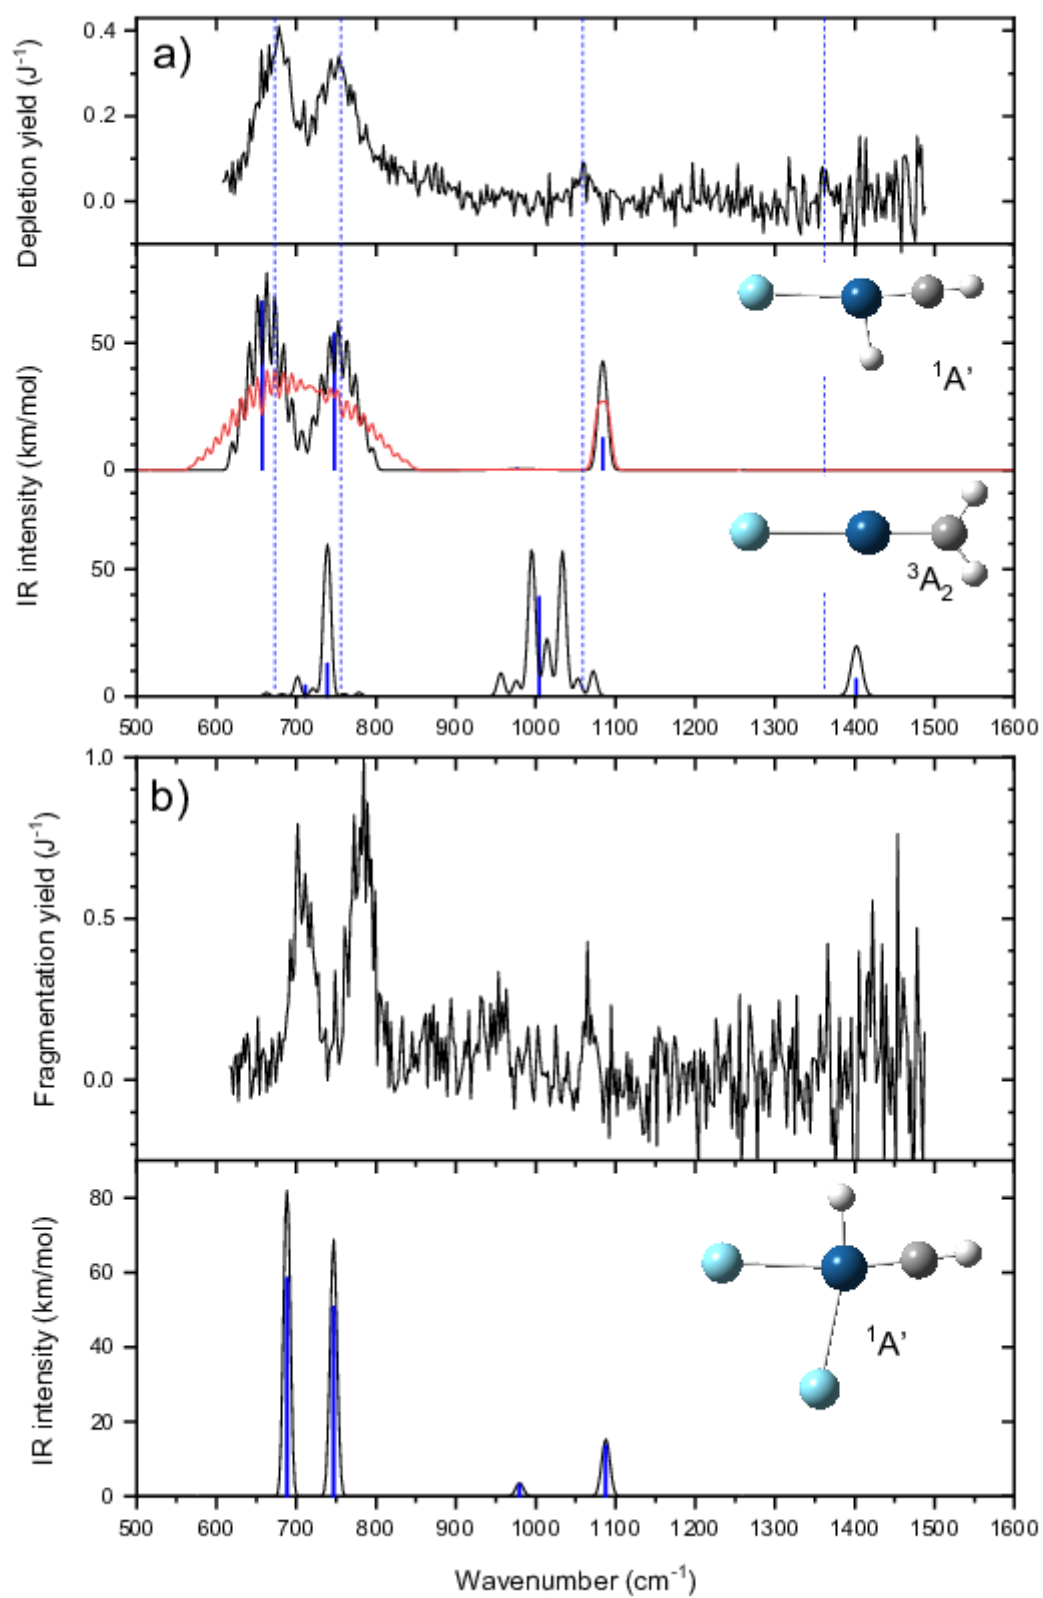 a)
0.4
0.2
0.0
Depletion yield (J⁻¹)
50
0
¹A’
IR intensity (km/mol)
50
0
³A₂
500 600 700 800 900 1000 1100 1200 1300 1400 1500 1600
b)
1.0
0.5
0.0
Fragmentation yield (J⁻¹)
80
60
40
20
0
IR intensity (km/mol)
¹A’
500 600 700 800 900 1000 1100 1200 1300 1400 1500 1600
Wavenumber (cm⁻¹)